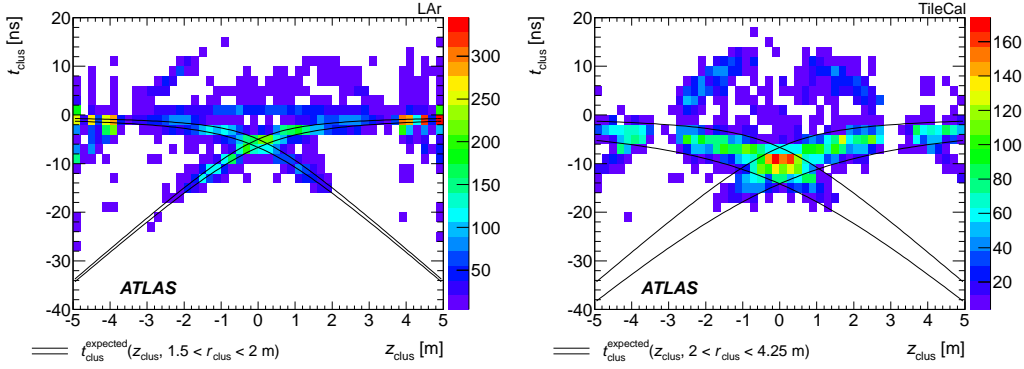 LAr
t_clus [ns]
20
10
0
-10
-20
-30
-40
-5 -4 -3 -2 -1 0 1 2 3 4 5
300
250
200
150
100
50
ATLAS
z_clus [m]
t_clus^expected(z_clus, 1.5 < r_clus < 2 m)
TileCal
t_clus [ns]
20
10
0
-10
-20
-30
-40
-5 -4 -3 -2 -1 0 1 2 3 4 5
160
140
120
100
80
60
40
20
ATLAS
z_clus [m]
t_clus^expected(z_clus, 2 < r_clus < 4.25 m)